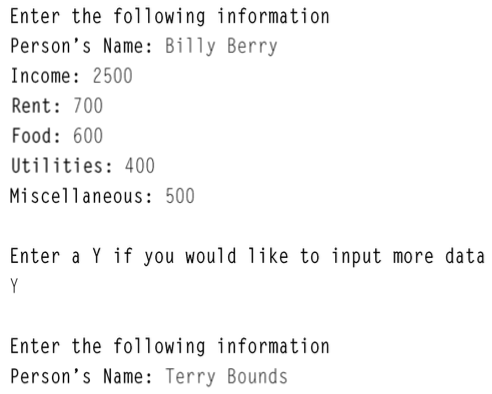 Enter the following information
Person’s Name: Billy Berry
Income: 2500
Rent: 700
Food: 600
Utilities: 400
Miscellaneous: 500
Enter a Y if you would like to input more data
Y
Enter the following information
Person’s Name: Terry Bounds